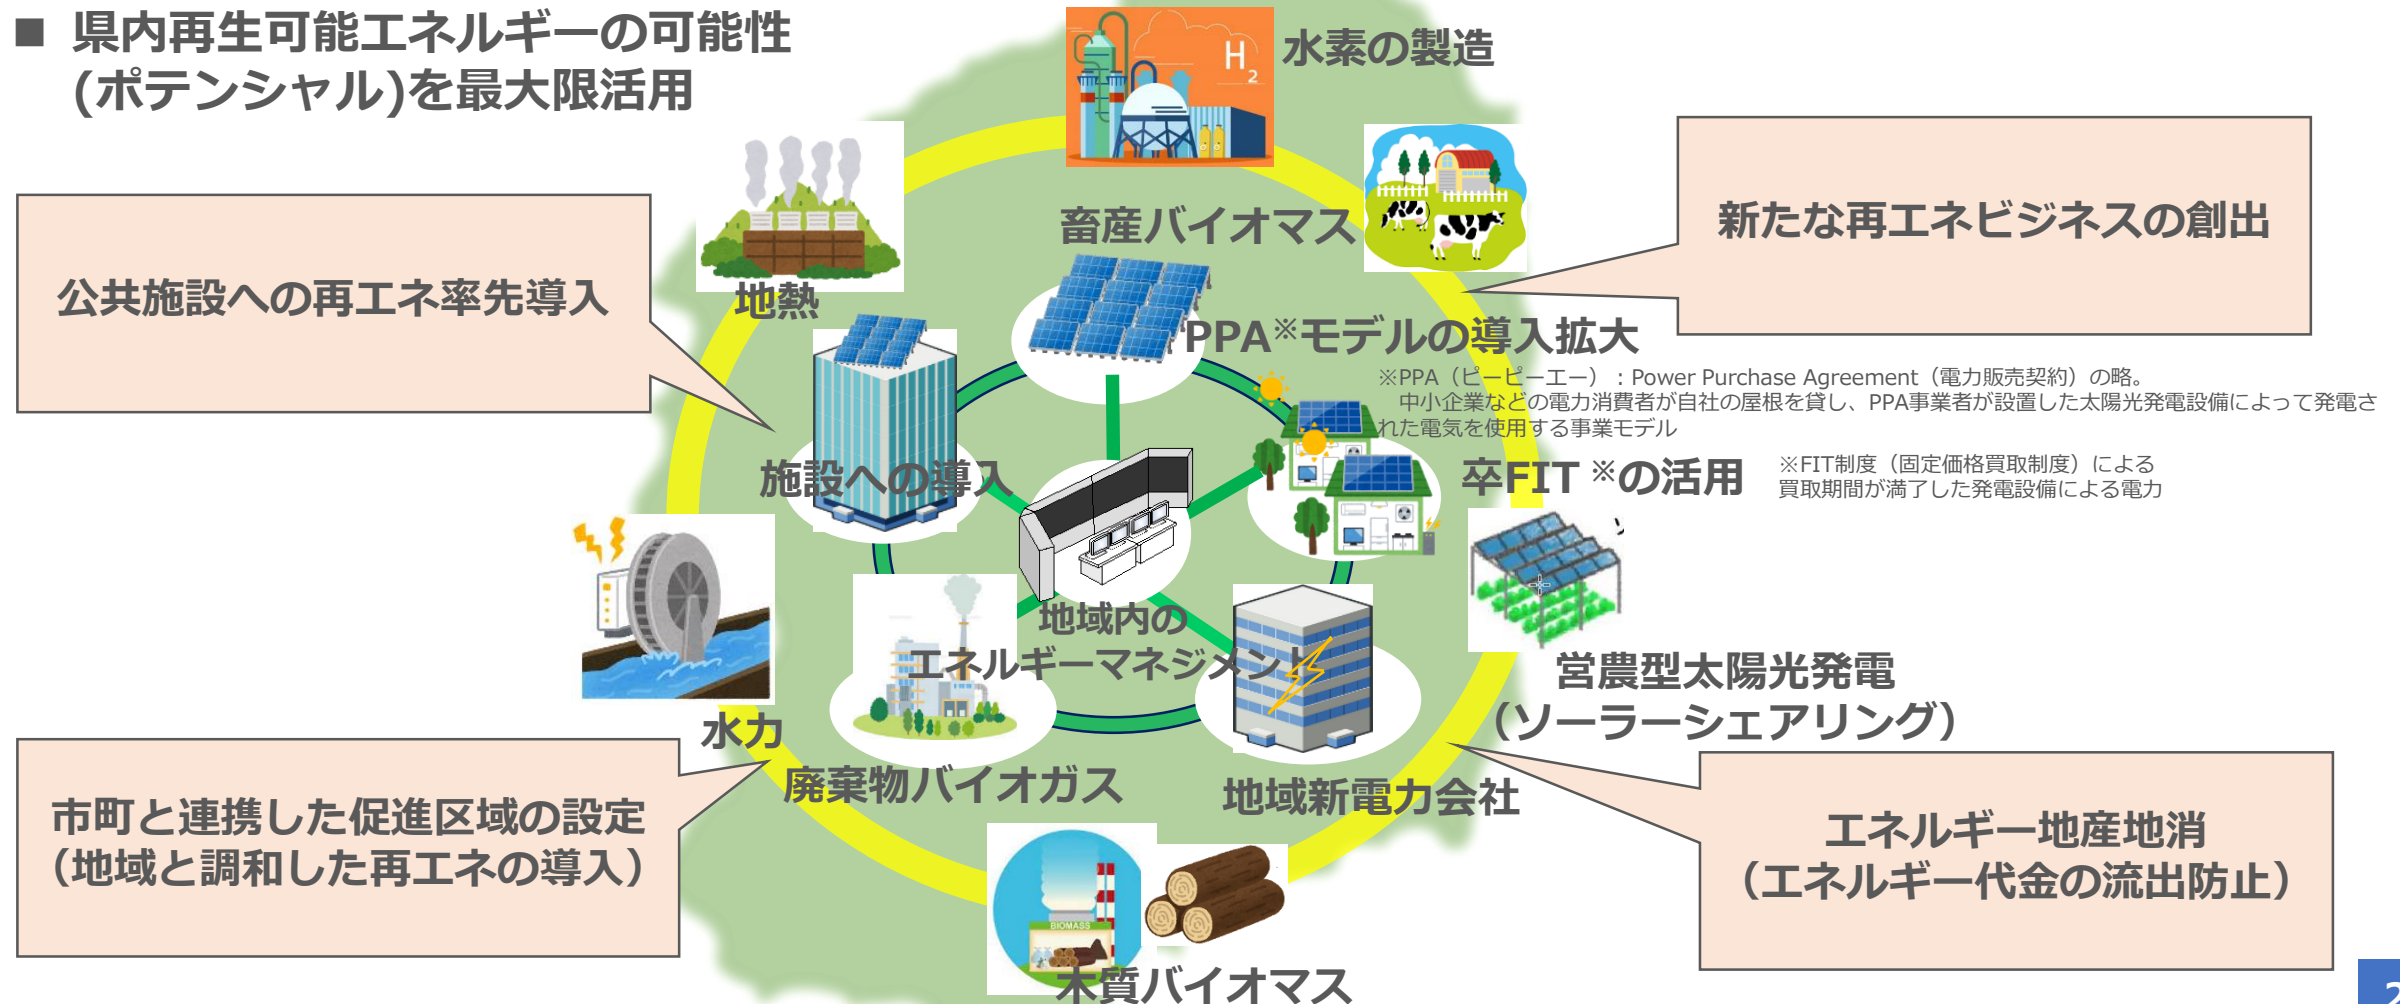 ■ 県内再生可能エネルギーの可能性
(ポテンシャル)を最大限活用
H2
水素の製造
畜産バイオマス
新たな再エネビジネスの創出
公共施設への再エネ率先導入
地熱
PPA※モデルの導入拡大
※PPA（ピーピーエー）：Power Purchase Agreement（電力販売契約）の略。
中小企業などの電力消費者が自社の屋根を貸し、PPA事業者が設置した太陽光発電設備によって発電さ
れた電気を使用する事業モデル
施設への導入
卒FIT ※の活用
※FIT制度（固定価格買取制度）による
買取期間が満了した発電設備による電力
地域内の
エネルギーマネジメント
営農型太陽光発電
（ソーラーシェアリング）
水力
廃棄物バイオガス
地域新電力会社
市町と連携した促進区域の設定
（地域と調和した再エネの導入）
エネルギー地産地消
（エネルギー代金の流出防止）
BIOMASS
木質バイオマス